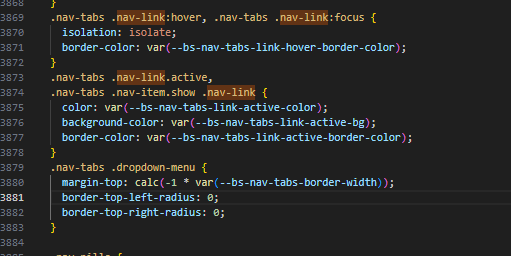 3868 }
3869 .nav-tabs .nav-link:hover, .nav-tabs .nav-link:focus {
3870 isolation: isolate;
3871 border-color: var(--bs-nav-tabs-link-hover-border-color);
3872 }
3873 .nav-tabs .nav-link.active,
3874 .nav-tabs .nav-item.show .nav-link {
3875 color: var(--bs-nav-tabs-link-active-color);
3876 background-color: var(--bs-nav-tabs-link-active-bg);
3877 border-color: var(--bs-nav-tabs-link-active-border-color);
3878 }
3879 .nav-tabs .dropdown-menu {
3880 margin-top: calc(-1 * var(--bs-nav-tabs-border-width));
3881 border-top-left-radius: 0;
3882 border-top-right-radius: 0;
3883 }
3884